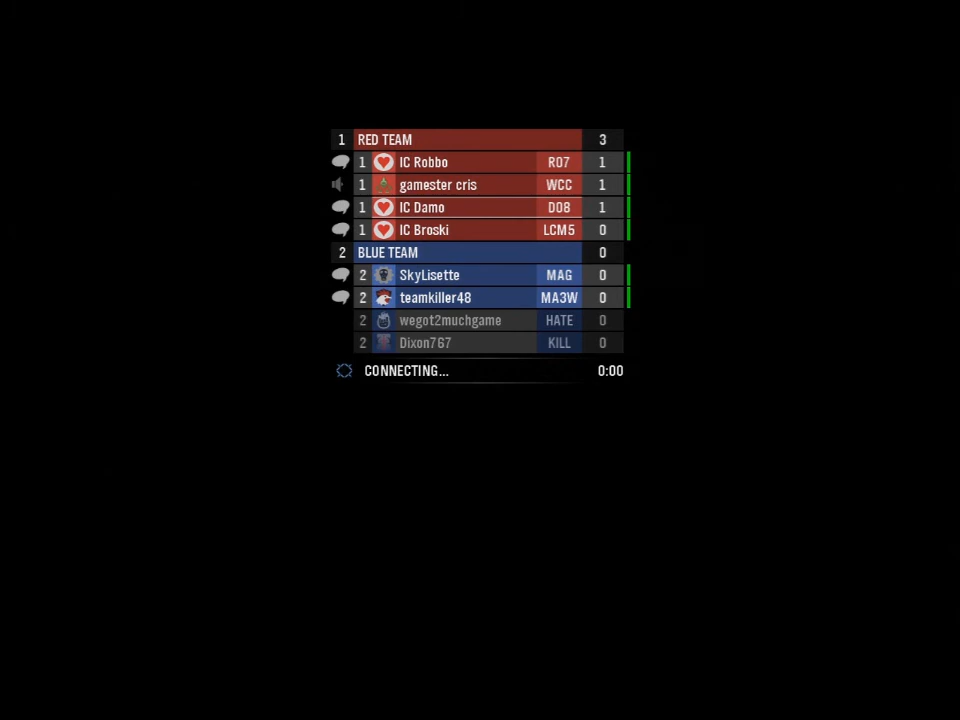 1 RED TEAM 3
1 IC Robbo R07 1
1 gamester cris WCC 1
1 IC Damo D08 1
1 IC Broski LCM5 0
2 BLUE TEAM 0
2 SkyLisette MAG 0
2 teamkiller48 MA3W 0
2 wegot2muchgame HATE 0
2 Dixon767 KILL 0
CONNECTING... 0:00